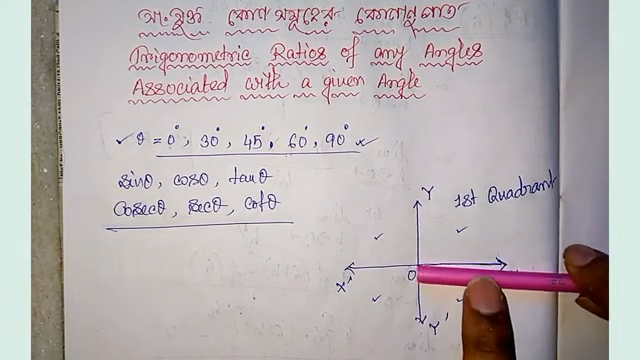 সংযুক্ত কোণ সমূহের কোণানুপাত
Trigonometric Ratios of any Angles
Associated with a given Angle
θ = 0°, 30°, 45°, 60°, 90°
sinθ, cosθ, tanθ
cosecθ, secθ, cotθ
Y
1st Quadrant
X'
O
Y'